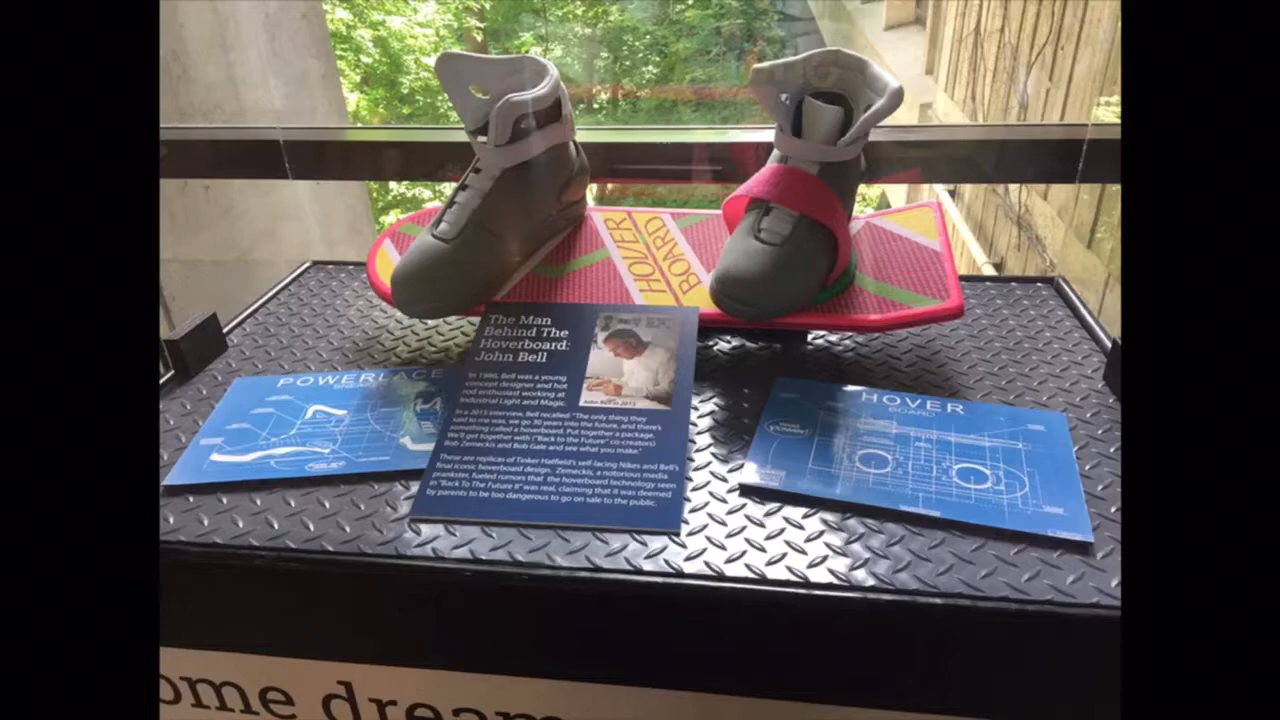 HOVER
BOARD
The Man
Behind The
Hoverboard:
John Bell
In 1986, Bell was a young
concept designer and hot
rod enthusiast working at
Industrial Light and Magic.
John Bell in 2015
In a 2015 interview, Bell recalled: "The only thing they
said to me was, we go 30 years into the future, and there's
something called a hoverboard. Put together a package.
We'll get together with ("Back to the Future" co-creators)
Bob Zemeckis and Bob Gale and see what you make."
These are replicas of Tinker Hatfield's self-lacing Nikes and Bell's
final iconic hoverboard design. Zemeckis, a notorious media
prankster, fueled rumors that the hoverboard technology seen
in "Back To The Future II" was real, claiming that it was deemed
by parents to be too dangerous to go on sale to the public.
POWERLACE
HOVER
BOARD
power
ome dream